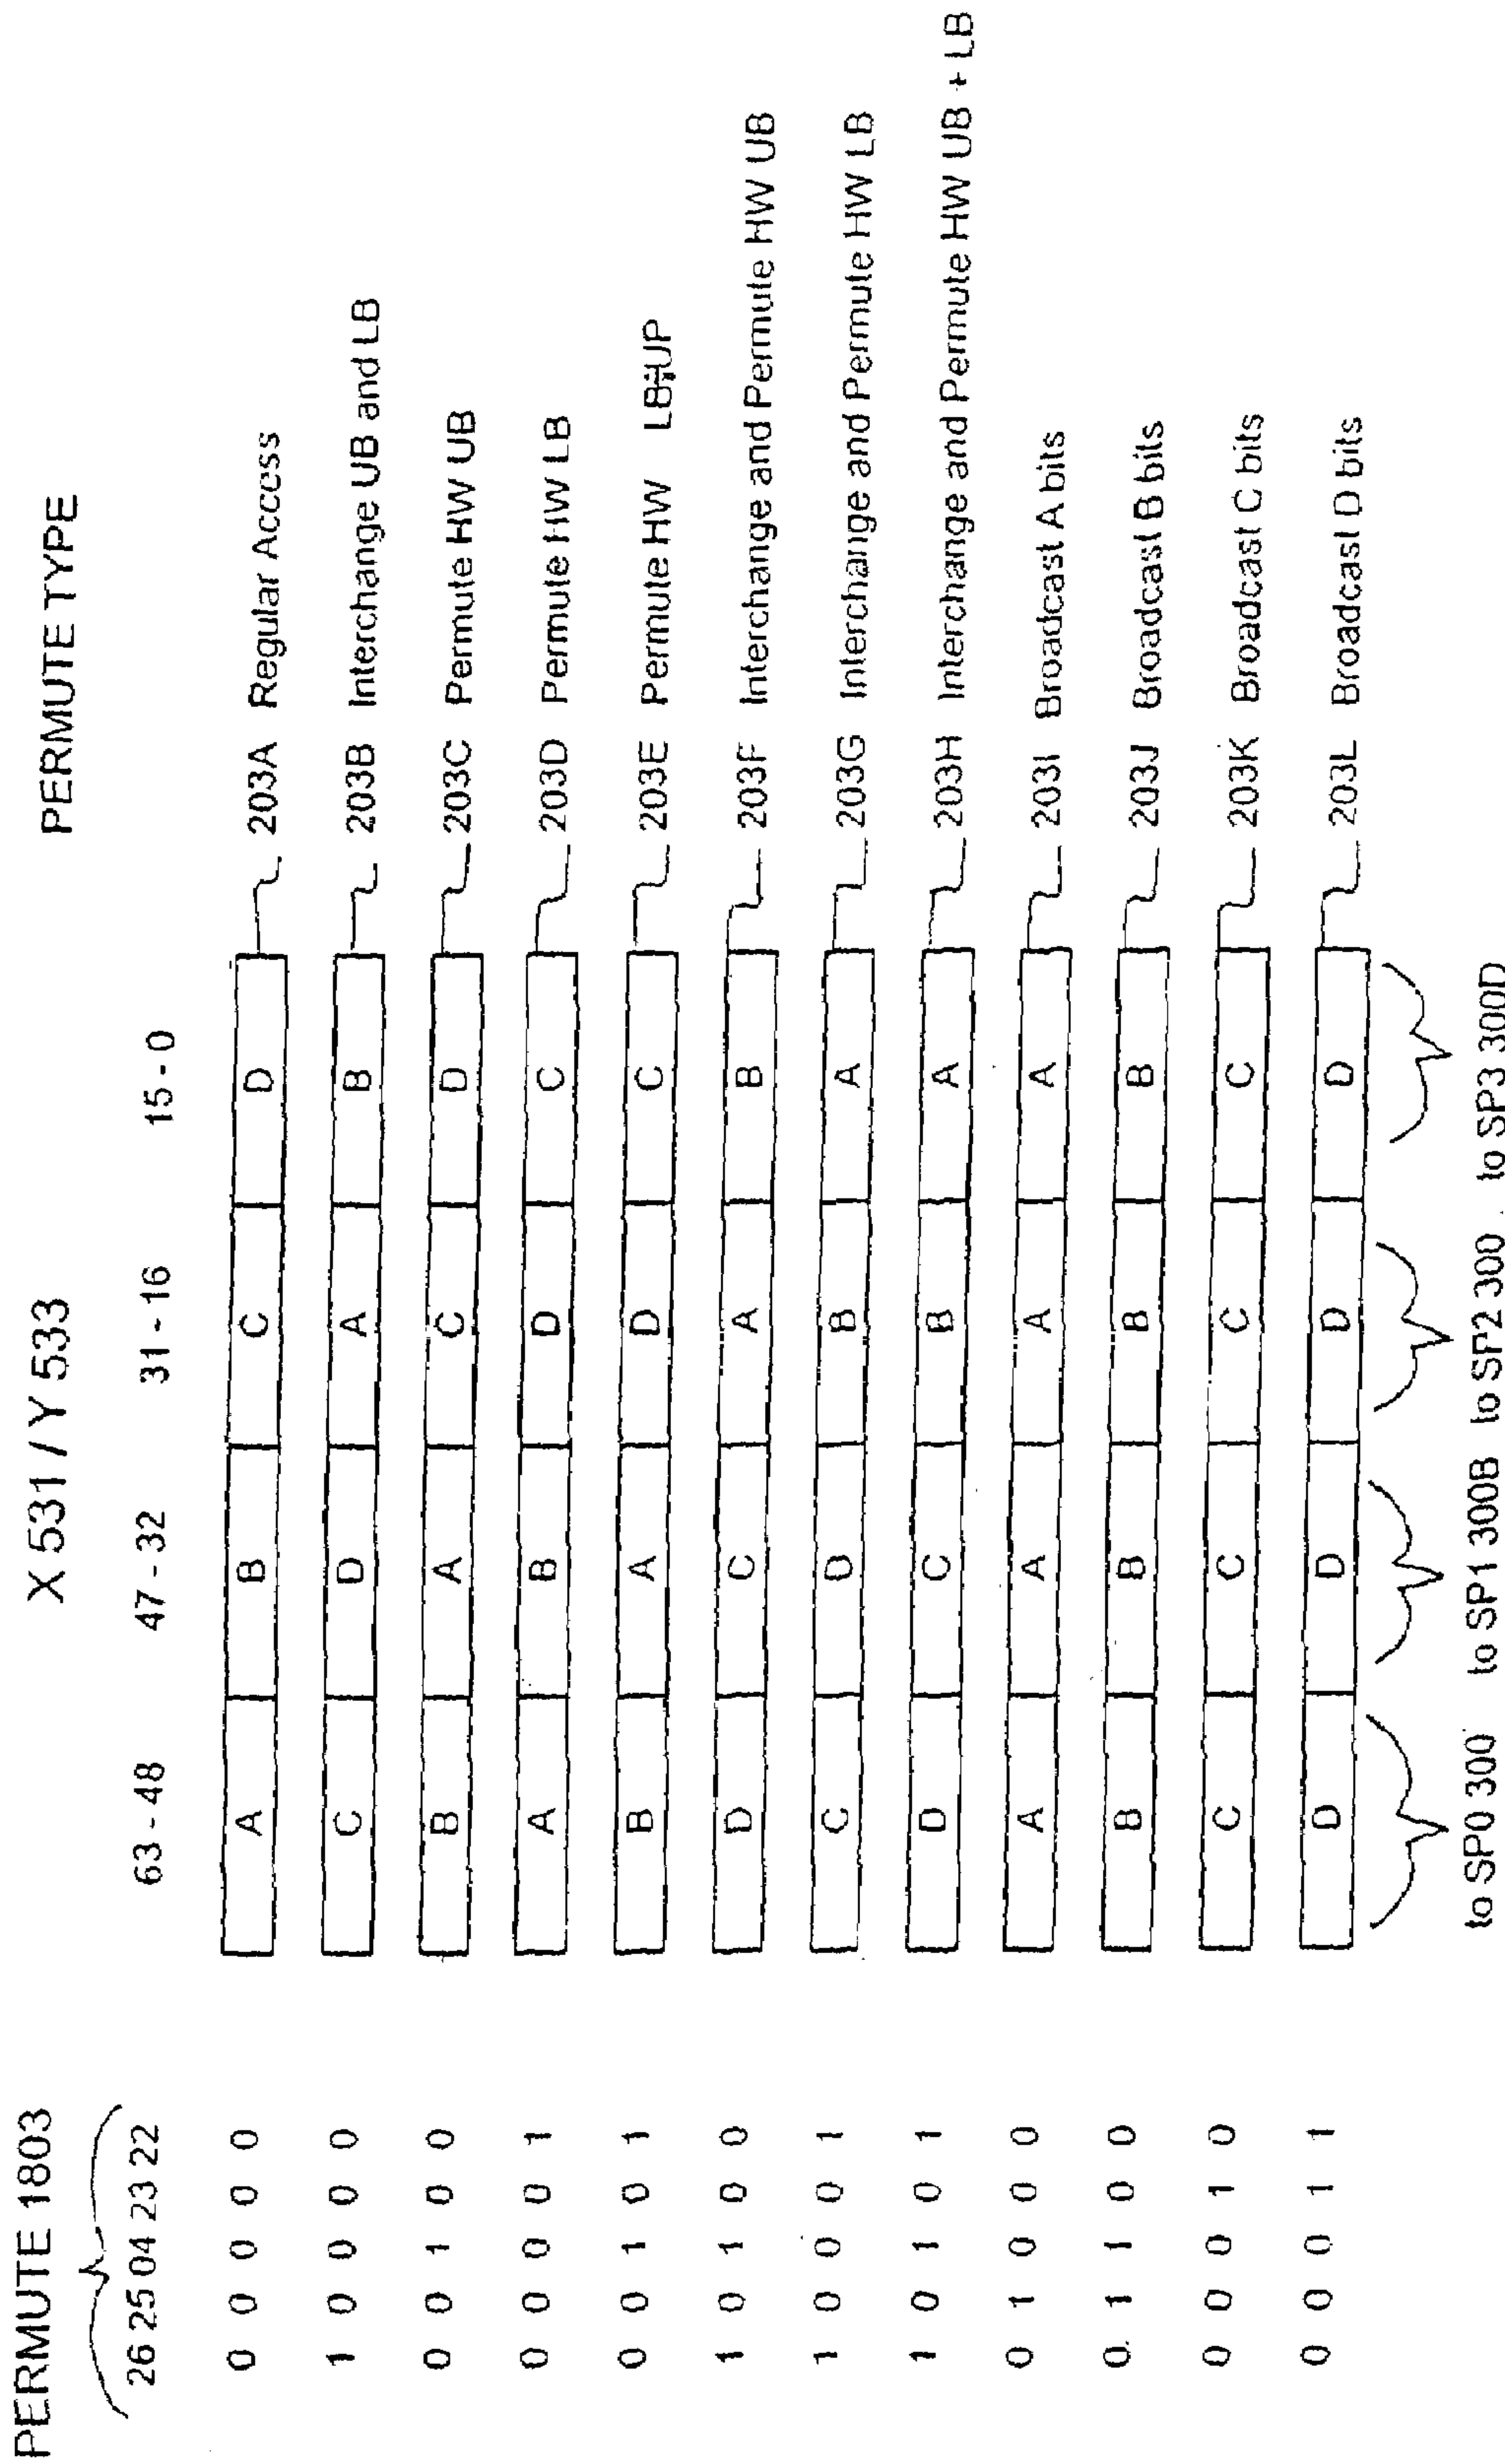 PERMUTE 1803 X 531 / Y 533 PERMUTE TYPE
26 25 04 23 22 63 - 48 47 - 32 31 - 16 15 - 0
0 0 0 0 0 A B C D 203A Regular Access
1 0 0 0 0 C D A B 203B Interchange UB and LB
0 0 1 0 0 B A C D 203C Permute HW UB
0 0 0 0 1 A B D C 203D Permute HW LB
0 0 1 0 1 B A D C 203E Permute HW
1 0 1 0 0 D C A B 203F Interchange and Permute HW UB
1 0 0 0 1 C D B A 203G Interchange and Permute HW LB
1 0 1 0 1 D C B A 203H Interchange and Permute HW UB + LB
0 1 0 0 0 A A A A 203I Broadcast A bits
0 1 1 0 0 B B B B 203J Broadcast B bits
0 0 0 1 0 C C C C 203K Broadcast C bits
0 0 0 1 1 D D D D 203L Broadcast D bits
to SP0 300 to SP1 300B to SP2 300 to SP3 300D